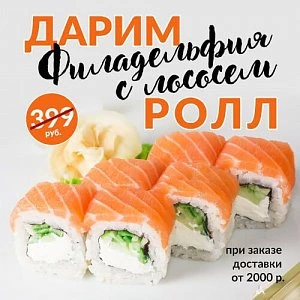 ДАРИМ
Филадельфия
с лососем
РОЛЛ
399
руб.
при заказе
доставки
от 2000 р.